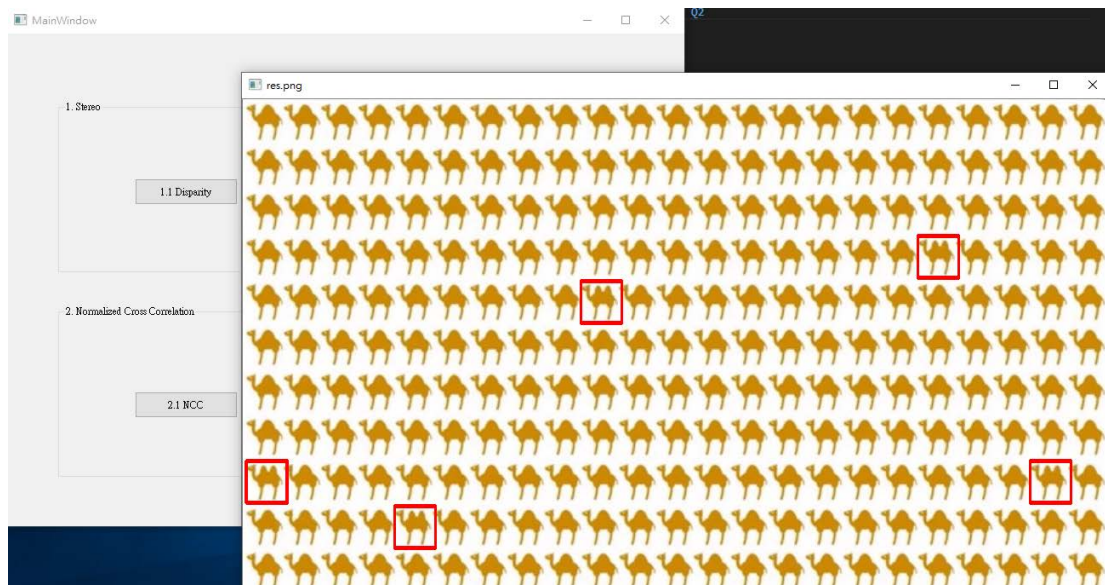 MainWindow
Q2
res.png
1. Stereo
1.1 Disparity
2. Normalized Cross Correlation
2.1 NCC